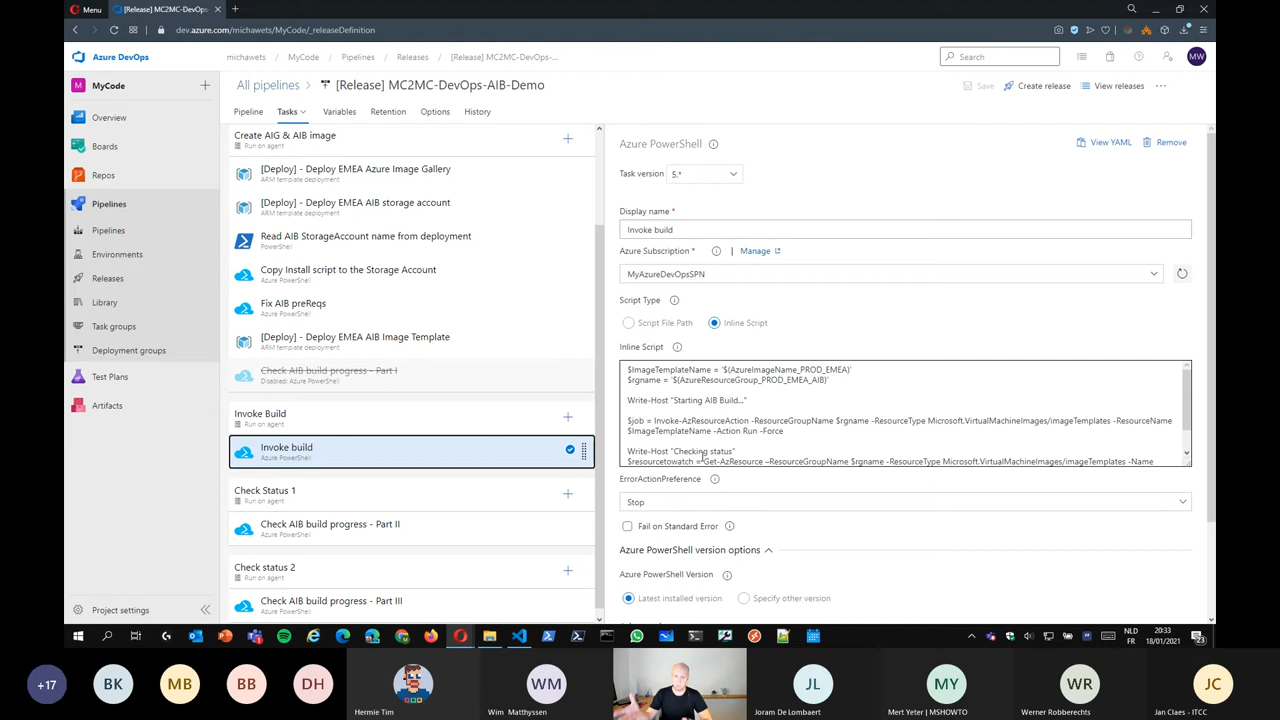 Menu
[Release] MC2MC-DevOps-AIB-Demo
dev.azure.com/michawets/MyCode/_releaseDefinition
Azure DevOps
michawets
MyCode
Pipelines
Releases
[Release] MC2MC-DevOps-...
Search
MW
M
MyCode
Overview
Boards
Repos
Pipelines
Pipelines
Environments
Releases
Library
Task groups
Deployment groups
Test Plans
Artifacts
Project settings
All pipelines
[Release] MC2MC-DevOps-AIB-Demo
Save
Create release
View releases
Pipeline
Tasks
Variables
Retention
Options
History
Create AIG & AIB image
Run on agent
[Deploy] - Deploy EMEA Azure Image Gallery
ARM template deployment
[Deploy] - Deploy EMEA AIB storage account
ARM template deployment
Read AIB StorageAccount name from deployment
PowerShell
Copy Install script to the Storage Account
Azure PowerShell
Fix AIB preReqs
Azure PowerShell
[Deploy] - Deploy EMEA AIB Image Template
ARM template deployment
Check AIB build progress - Part I
Disabled: Azure PowerShell
Invoke Build
Run on agent
Invoke build
Azure PowerShell
Check Status 1
Run on agent
Check AIB build progress - Part II
Azure PowerShell
Check status 2
Run on agent
Check AIB build progress - Part III
Azure PowerShell
Azure PowerShell
View YAML
Remove
Task version
5.*
Display name *
Invoke build
Azure Subscription *
Manage
MyAzureDevOpsSPN
Script Type
Script File Path
Inline Script
Inline Script
$ImageTemplateName = '$(AzureImageName_PROD_EMEA)'
$rgname = '$(AzureResourceGroup_PROD_EMEA_AIB)'
Write-Host "Starting AIB Build..."
$job = Invoke-AzResourceAction -ResourceGroupName $rgname -ResourceType Microsoft.VirtualMachineImages/imageTemplates -ResourceName
$ImageTemplateName -Action Run -Force
Write-Host "Checking status"
$resourcetowatch = Get-AzResource –ResourceGroupName $rgname -ResourceType Microsoft.VirtualMachineImages/imageTemplates -Name
ErrorActionPreference
Stop
Fail on Standard Error
Azure PowerShell version options
Azure PowerShell Version
Latest installed version
Specify other version
NLD
FR
20:33
18/01/2021
23
+17
BK
MB
BB
DH
Hermie Tim
WM
Wim Matthyssen
JL
Joram De Lombaert
MY
Mert Yeter | MSHOWTO
WR
Werner Robberechts
JC
Jan Claes - ITCC